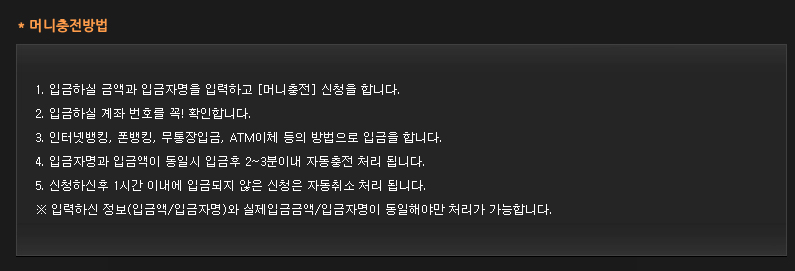 * 머니충전방법
1. 입금하실 금액과 입금자명을 입력하고 [머니충전] 신청을 합니다.
2. 입금하실 계좌 번호를 꼭! 확인합니다.
3. 인터넷뱅킹, 폰뱅킹, 무통장입금, ATM이체 등의 방법으로 입금을 합니다.
4. 입금자명과 입금액이 동일시 입금후 2~3분이내 자동충전 처리 됩니다.
5. 신청하신후 1시간 이내에 입금되지 않은 신청은 자동취소 처리 됩니다.
※ 입력하신 정보(입금액/입금자명)와 실제입금금액/입금자명이 동일해야만 처리가 가능합니다.